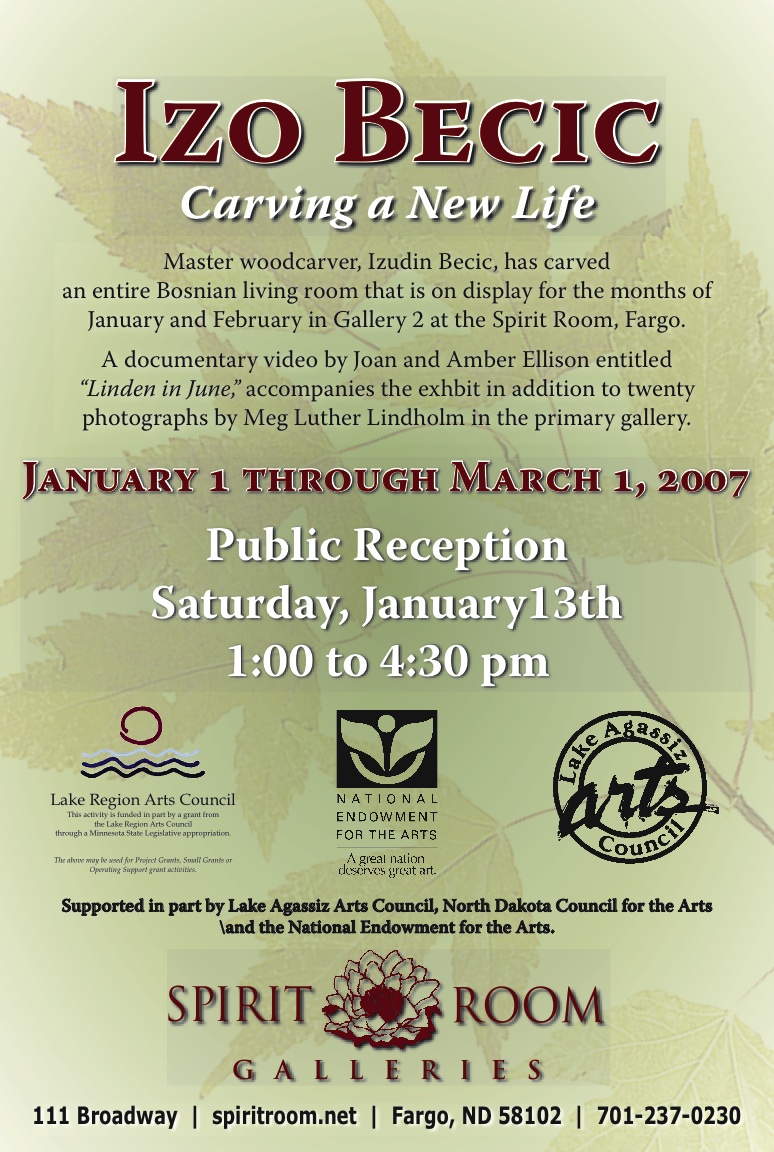 Izo Becic
Carving a New Life
Master woodcarver, Izudin Becic, has carved
an entire Bosnian living room that is on display for the months of
January and February in Gallery 2 at the Spirit Room, Fargo.
A documentary video by Joan and Amber Ellison entitled
“Linden in June,” accompanies the exhbit in addition to twenty
photographs by Meg Luther Lindholm in the primary gallery.
January 1 through March 1, 2007
Public Reception
Saturday, January13th
1:00 to 4:30 pm
Lake Region Arts Council
This activity is funded in part by a grant from
the Lake Region Arts Council
through a Minnesota State Legislative appropriation.
The above may be used for Project Grants, Small Grants or
Operating Support grant activities.
NATIONAL
ENDOWMENT
FOR THE ARTS
A great nation
deserves great art.
Lake Agassiz
arts
Council
Supported in part by Lake Agassiz Arts Council, North Dakota Council for the Arts
\and the National Endowment for the Arts.
SPIRIT ROOM
GALLERIES
111 Broadway | spiritroom.net | Fargo, ND 58102 | 701-237-0230